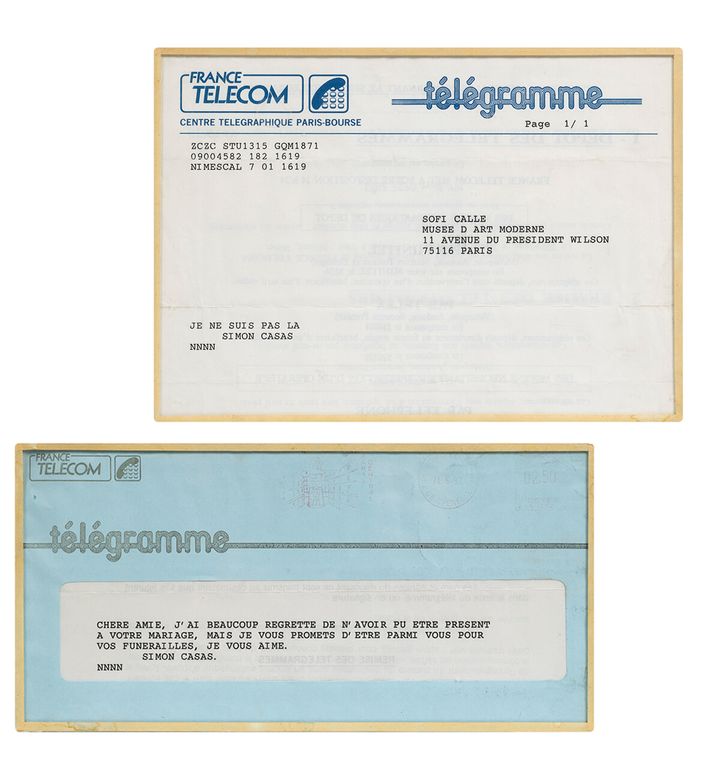 FRANCE
TELECOM
télégramme
CENTRE TELEGRAPHIQUE PARIS-BOURSE
Page 1/ 1
ZCZC STU1315 GQM1871
09004582 182 1619
NIMESCAL 7 01 1619
SOFI CALLE
MUSEE D ART MODERNE
11 AVENUE DU PRESIDENT WILSON
75116 PARIS
JE NE SUIS PAS LA
SIMON CASAS
NNNN
FRANCE
TELECOM
télégramme
CHERE AMIE, J'AI BEAUCOUP REGRETTE DE N'AVOIR PU ETRE PRESENT
A VOTRE MARIAGE, MAIS JE VOUS PROMETS D'ETRE PARMI VOUS POUR
VOS FUNERAILLES, JE VOUS AIME.
SIMON CASAS.
NNNN